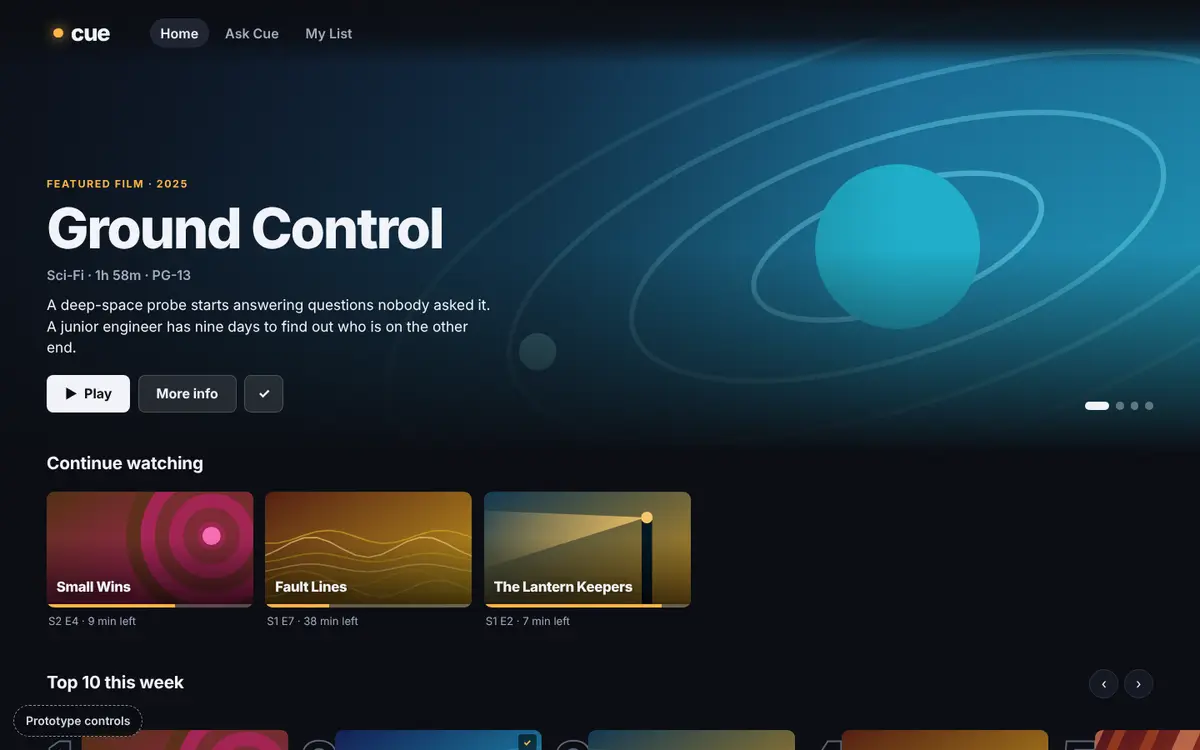 cue
Home
Ask Cue
My List
FEATURED FILM · 2025
Ground Control
Sci-Fi · 1h 58m · PG-13
A deep-space probe starts answering questions nobody asked it.
A junior engineer has nine days to find out who is on the other
end.
Play
More info
Continue watching
Small Wins
Fault Lines
The Lantern Keepers
S2 E4 · 9 min left
S1 E7 · 38 min left
S1 E2 · 7 min left
Top 10 this week
Prototype controls